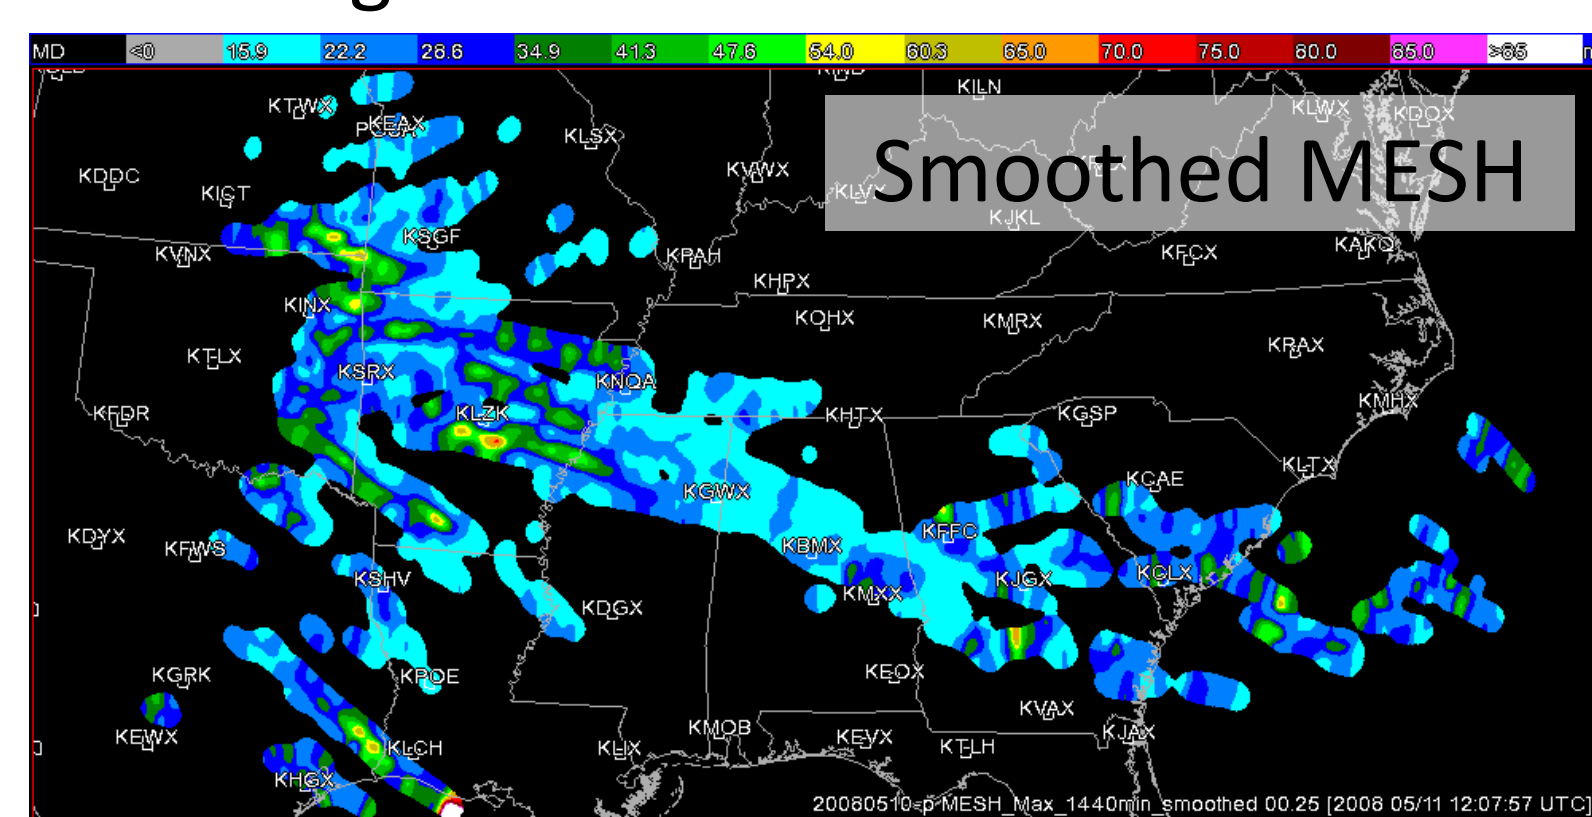 MD <0 15.9 22.2 28.6 34.9 41.3 47.6 54.0 60.3 65.0 70.0 75.0 80.0 85.0 >85
KTWX KILN KLWX KDOX
KEAX
KLSX
Smoothed MESH
KDDC KVWX
KICT
KJKL
KSGF KVNX KPAH KFCX KAKQ
KHPX
KINX KOHX KMRX
KTLX KRAX
KSRX KNQA
KFDR KLZK KHTX KGSP KMHX
KLTX
KGWX KCAE
KDYX KFWS KBMX KFFC
KSHV KMXX KJGX KCLX
KDGX
KGRK KPOE KEOX
KVAX
KEWX KLCH KLIX KMOB KEVX KTLH KJAX
KHGX
20080510-p MESH_Max_1440min_smoothed 00.25 [2008 05/11 12:07:57 UTC]